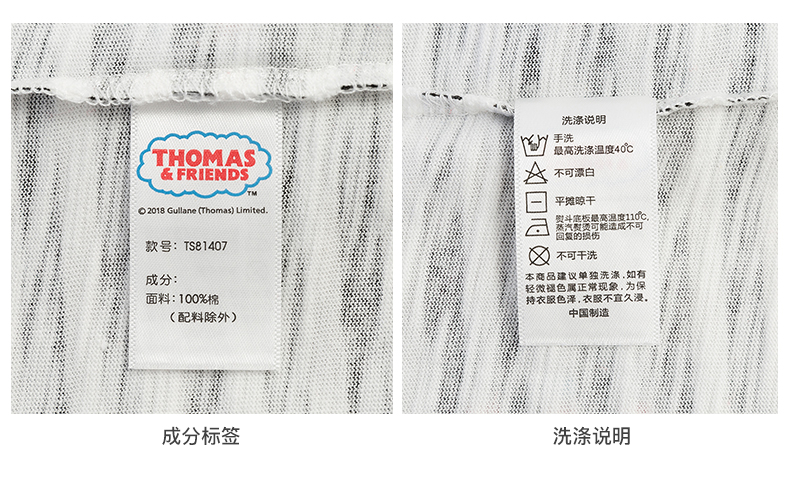 THOMAS
& FRIENDS
TM
© 2018 Gullane (Thomas) Limited.
款号: TS81407
成分:
面料: 100%棉
(配料除外)
成分标签
洗涤说明
手洗
最高洗涤温度40℃
不可漂白
平摊晾干
熨斗底板最高温度110℃,
蒸汽熨烫可能造成不可
回复的损伤
不可干洗
本商品建议单独洗涤, 如有
轻微褪色属正常现象, 为保
持衣服色泽, 衣服不宜久浸。
中国制造
洗涤说明